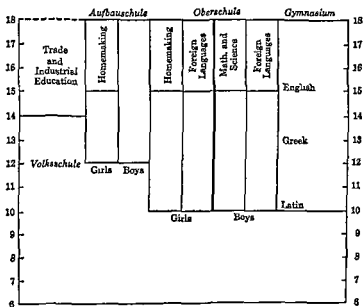 Aufbauschule Oberschule Gymnasium
18 18
17 17
16 16
15 15
14 14
13 13
12 12
11 11
10 10
9 9
8 8
7 7
6 6
Trade
and
Industrial
Education
Volksschule
Homemaking
Girls Boys
Homemaking
Foreign
Languages
Math. and
Science
Foreign
Languages
Girls Boys
English
Greek
Latin